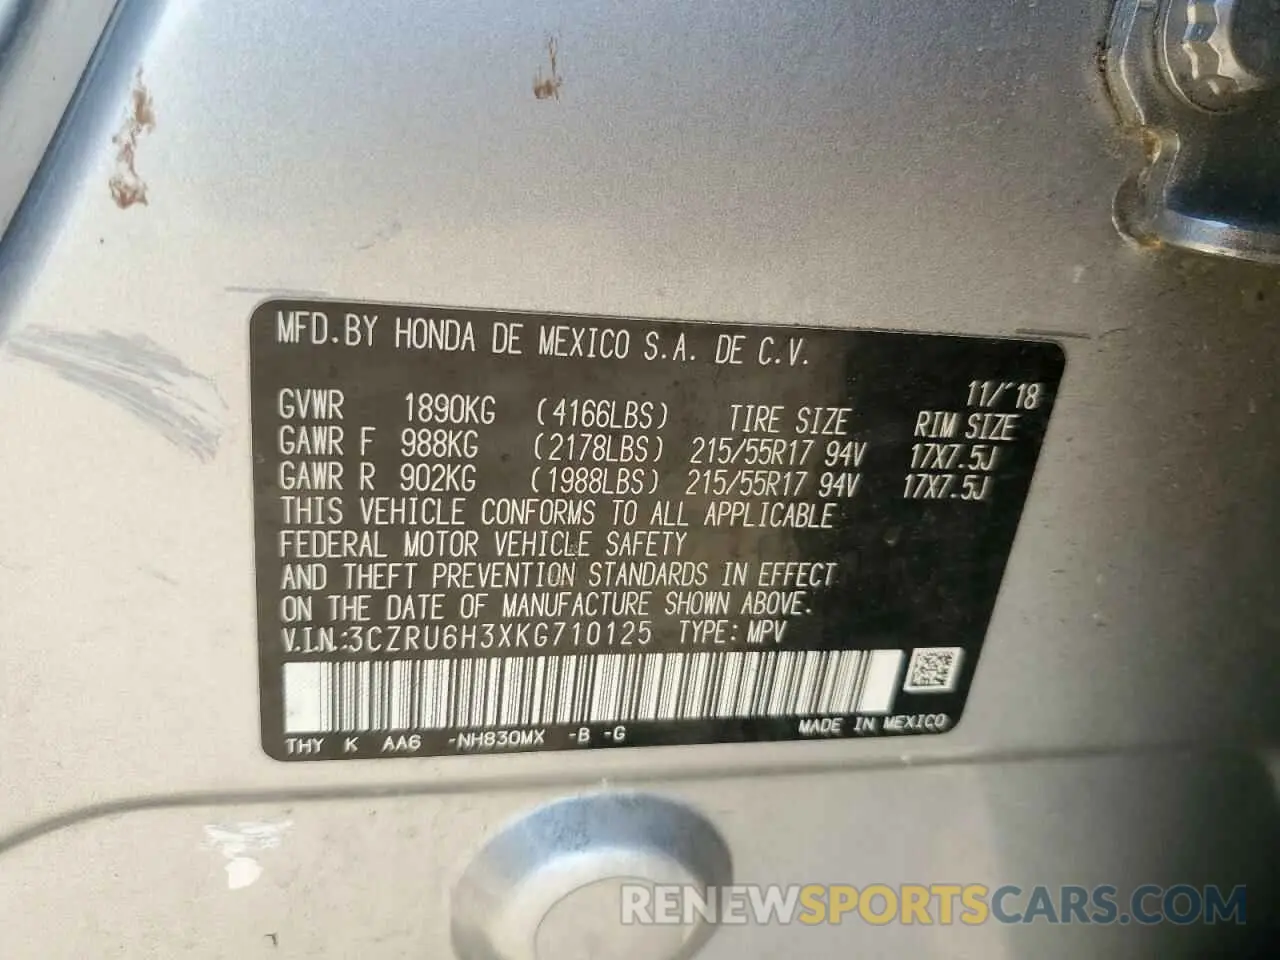 MFD.BY HONDA DE MEXICO S.A. DE C.V.
11/'18
GVWR 1890KG (4166LBS) TIRE SIZE RIM SIZE
GAWR F 988KG (2178LBS) 215/55R17 94V 17X7.5J
GAWR R 902KG (1988LBS) 215/55R17 94V 17X7.5J
THIS VEHICLE CONFORMS TO ALL APPLICABLE
FEDERAL MOTOR VEHICLE SAFETY
AND THEFT PREVENTION STANDARDS IN EFFECT
ON THE DATE OF MANUFACTURE SHOWN ABOVE.
V.I.N.:3CZRU6H3XKG710125 TYPE: MPV
MADE IN MEXICO
THY K AA6 -NH830MX -B -G
RENEWSPORTSCARS.COM